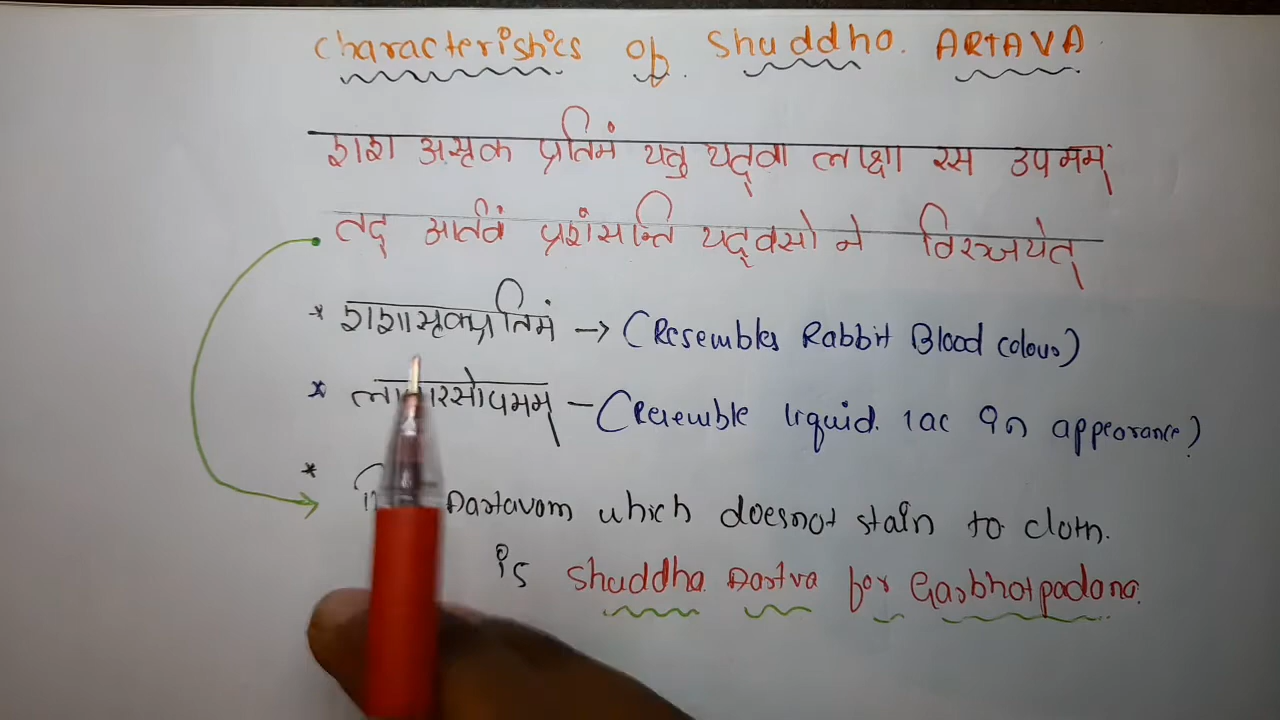 Characteristics of Shuddha. ARTAVA
शश असृक प्रतिमं यत्तु यद्वा लाक्षा रस उपमम्
तद् आर्तवं प्रशंसन्ति यद्वसो ने विरञ्जयेत्
* शशासृक्प्रतिमं → (Resembles Rabbit Blood colour)
* लाक्षारसोपमम् – (Resemble liquid. lac in appearance)
* Aartavam which doesnot stain to cloth.
is Shuddha Aartva for Garbhotpadana.